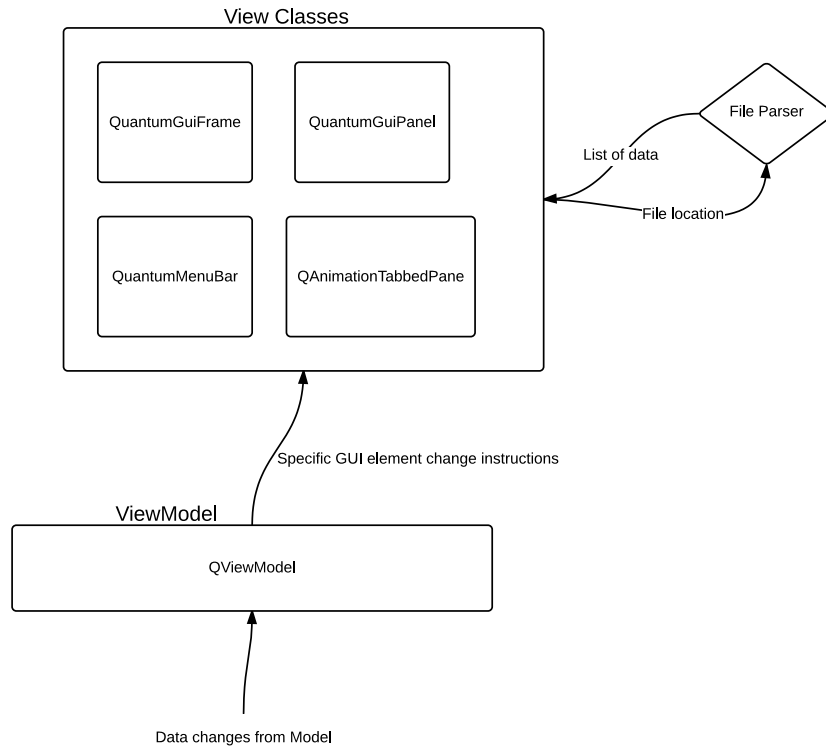 View Classes
QuantumGuiFrame
QuantumGuiPanel
File Parser
List of data
File location
QuantumMenuBar
QAnimationTabbedPane
Specific GUI element change instructions
ViewModel
QViewModel
Data changes from Model